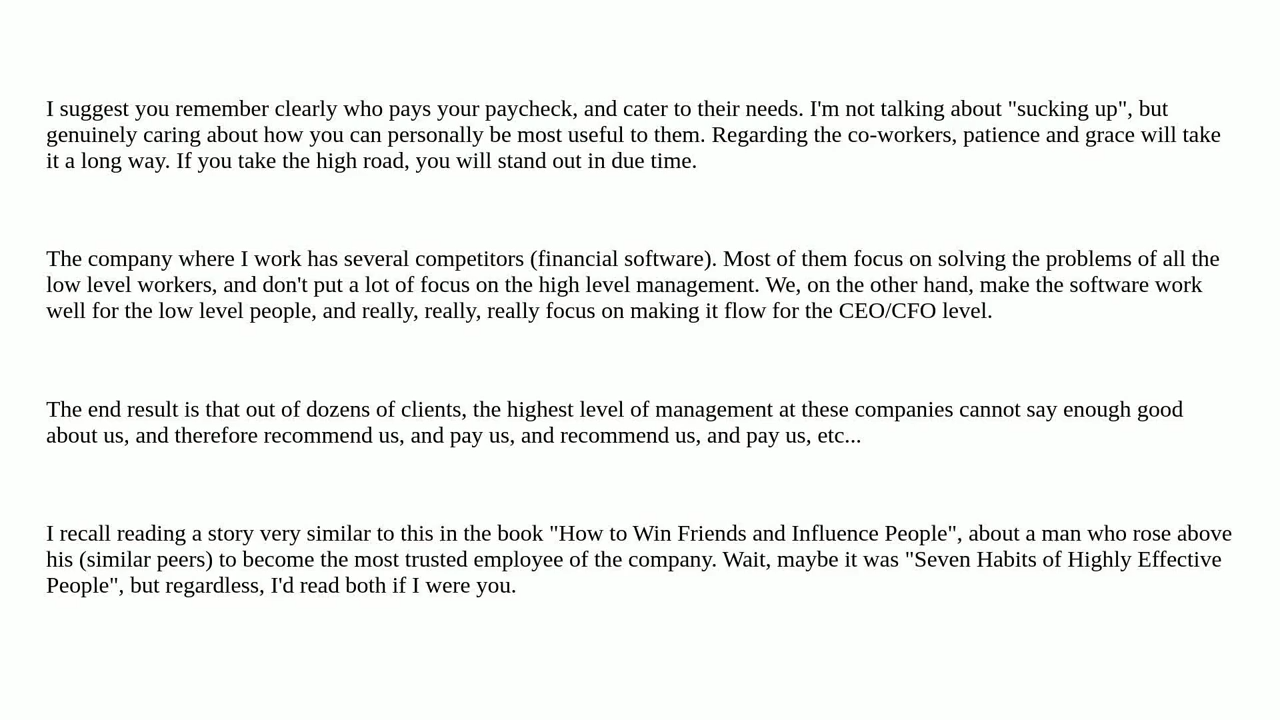 I suggest you remember clearly who pays your paycheck, and cater to their needs. I'm not talking about "sucking up", but
genuinely caring about how you can personally be most useful to them. Regarding the co-workers, patience and grace will take
it a long way. If you take the high road, you will stand out in due time.
The company where I work has several competitors (financial software). Most of them focus on solving the problems of all the
low level workers, and don't put a lot of focus on the high level management. We, on the other hand, make the software work
well for the low level people, and really, really, really focus on making it flow for the CEO/CFO level.
The end result is that out of dozens of clients, the highest level of management at these companies cannot say enough good
about us, and therefore recommend us, and pay us, and recommend us, and pay us, etc...
I recall reading a story very similar to this in the book "How to Win Friends and Influence People", about a man who rose above
his (similar peers) to become the most trusted employee of the company. Wait, maybe it was "Seven Habits of Highly Effective
People", but regardless, I'd read both if I were you.